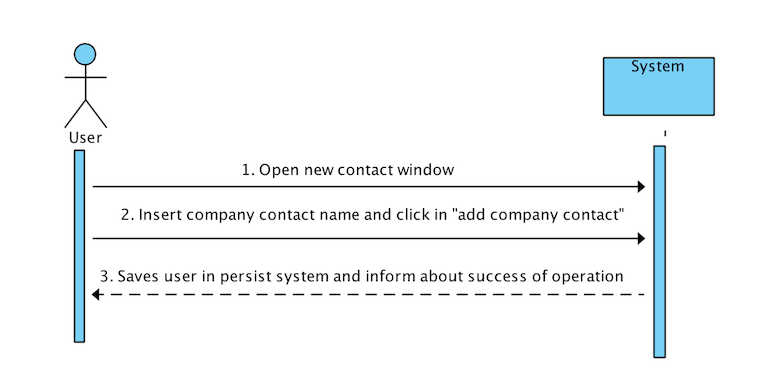 System
User
1. Open new contact window
2. Insert company contact name and click in "add company contact"
3. Saves user in persist system and inform about success of operation